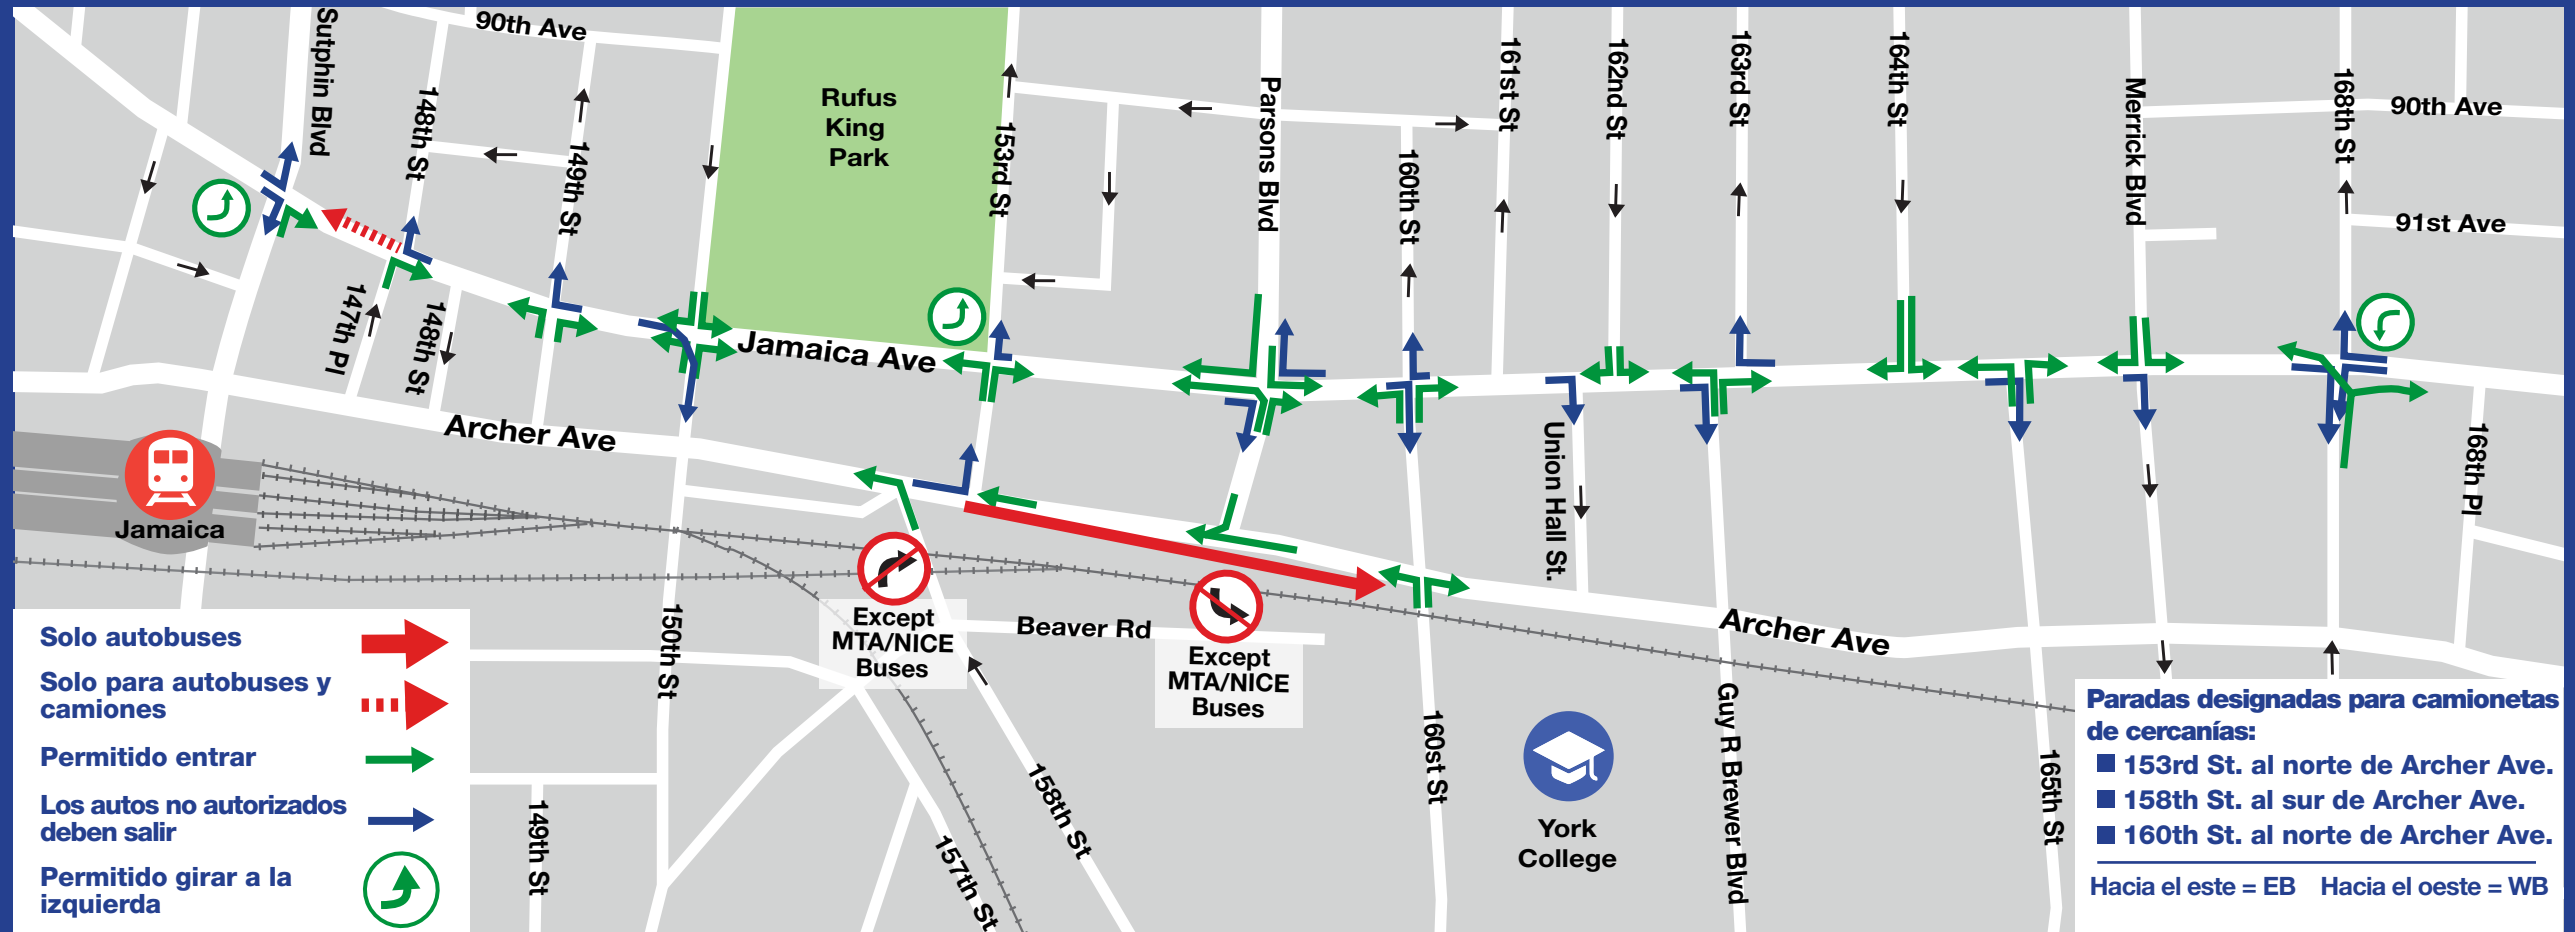 90th Ave
Sutphin Blvd
148th St
149th St
Rufus
King
Park
153rd St
Parsons Blvd
160th St
161st St
162nd St
163rd St
164th St
Merrick Blvd
168th St
90th Ave
91st Ave
147th Pl
148th St
Jamaica Ave
Archer Ave
Union Hall St.
168th Pl
Jamaica
150th St
Except
MTA/NICE
Buses
Beaver Rd
Except
MTA/NICE
Buses
Archer Ave
149th St
157th St
158th St
160st St
York
College
Guy R Brewer Blvd
165th St
Solo autobuses
Solo para autobuses y
camiones
Permitido entrar
Los autos no autorizados
deben salir
Permitido girar a la
izquierda
Paradas designadas para camionetas
de cercanías:
153rd St. al norte de Archer Ave.
158th St. al sur de Archer Ave.
160th St. al norte de Archer Ave.
Hacia el este = EB Hacia el oeste = WB